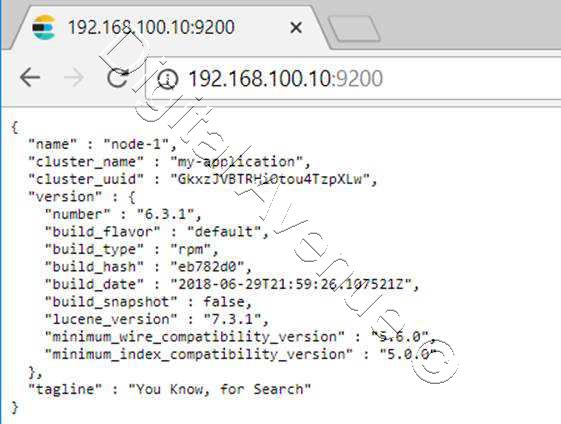 192.168.100.10:9200
192.168.100.10:9200
{
"name" : "node-1",
"cluster_name" : "my-application",
"cluster_uuid" : "GkxzJVBTRHiOtou4TzpXLw",
"version" : {
"number" : "6.3.1",
"build_flavor" : "default",
"build_type" : "rpm",
"build_hash" : "eb782d0",
"build_date" : "2018-06-29T21:59:26.107521Z",
"build_snapshot" : false,
"lucene_version" : "7.3.1",
"minimum_wire_compatibility_version" : "5.6.0",
"minimum_index_compatibility_version" : "5.0.0"
},
"tagline" : "You Know, for Search"
}
Digital Avenue ©